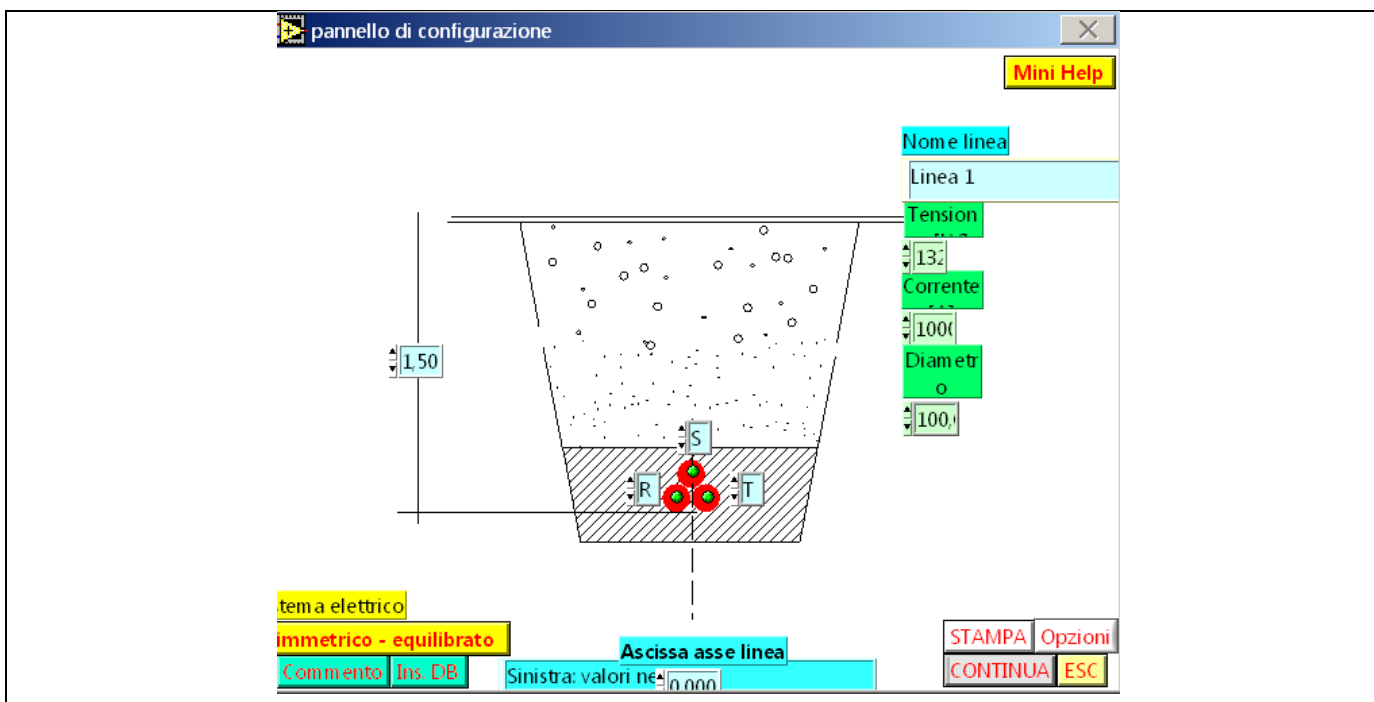 pannello di configurazione
Mini Help
Nome linea
Linea 1
Tension
132
Corrente
1000
Diametr
o
100,
1,50
S
R
T
tema elettrico
immetrico - equilibrato
Commento
Ins. DB
Ascissa asse linea
Sinistra: valori ne
0,000
STAMPA
Opzioni
CONTINUA
ESC